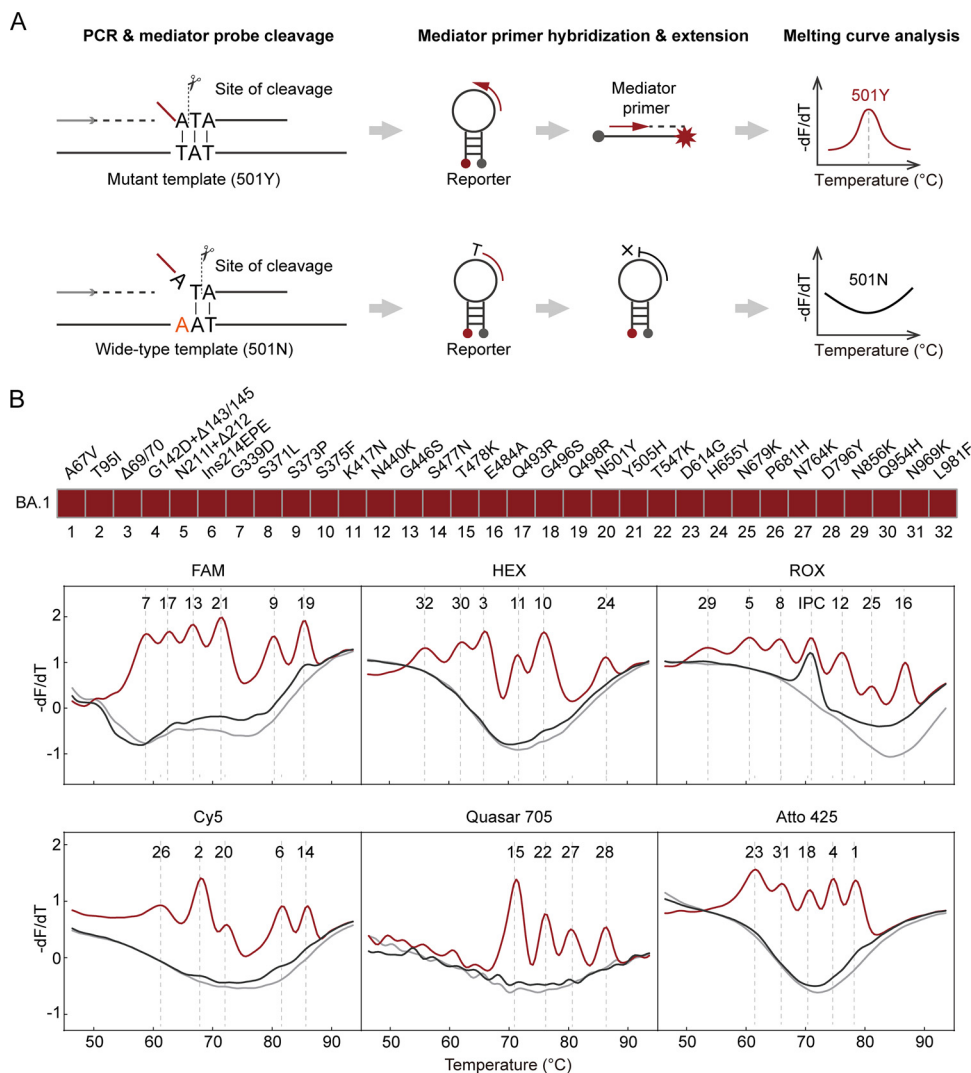 A
PCR & mediator probe cleavage
Mediator primer hybridization & extension
Melting curve analysis
Site of cleavage
ATA
TAT
Mutant template (501Y)
Reporter
Mediator
primer
501Y
-dF/dT
Temperature (°C)
Site of cleavage
A
TA
AAT
Wide-type template (501N)
T
Reporter
501N
-dF/dT
Temperature (°C)
B
A67V T95I Δ69/70 G142D+Δ143/145 N211I+Δ212 Ins214EPE G339D S371L S373P S375F K417N N440K G446S S477N T478K E484A Q493R G496S Q498R N501Y Y505H T547K D614G H655Y N679K P681H N764K D796Y N856K Q954H N969K L981F
BA.1
1 2 3 4 5 6 7 8 9 10 11 12 13 14 15 16 17 18 19 20 21 22 23 24 25 26 27 28 29 30 31 32
FAM HEX ROX
7 17 13 21 9 19
32 30 3 11 10 24
29 5 8 IPC 12 25 16
2
1
0
-1
-dF/dT
Cy5 Quasar 705 Atto 425
26 2 20 6 14
15 22 27 28
23 31 18 4 1
2
1
0
-1
-dF/dT
50 60 70 80 90 50 60 70 80 90 50 60 70 80 90
Temperature (°C)